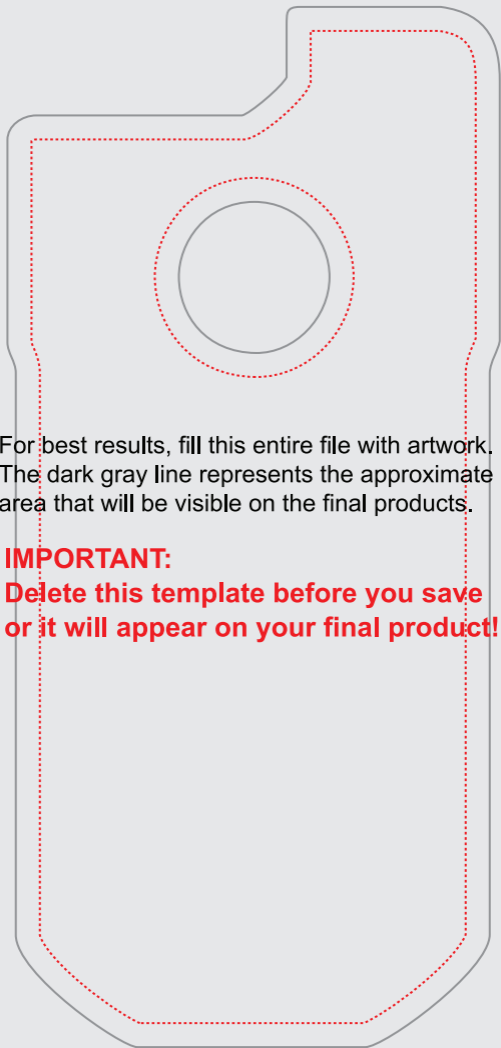 For best results, fill this entire file with artwork.
The dark gray line represents the approximate
area that will be visible on the final products.
IMPORTANT:
Delete this template before you save
or it will appear on your final product!